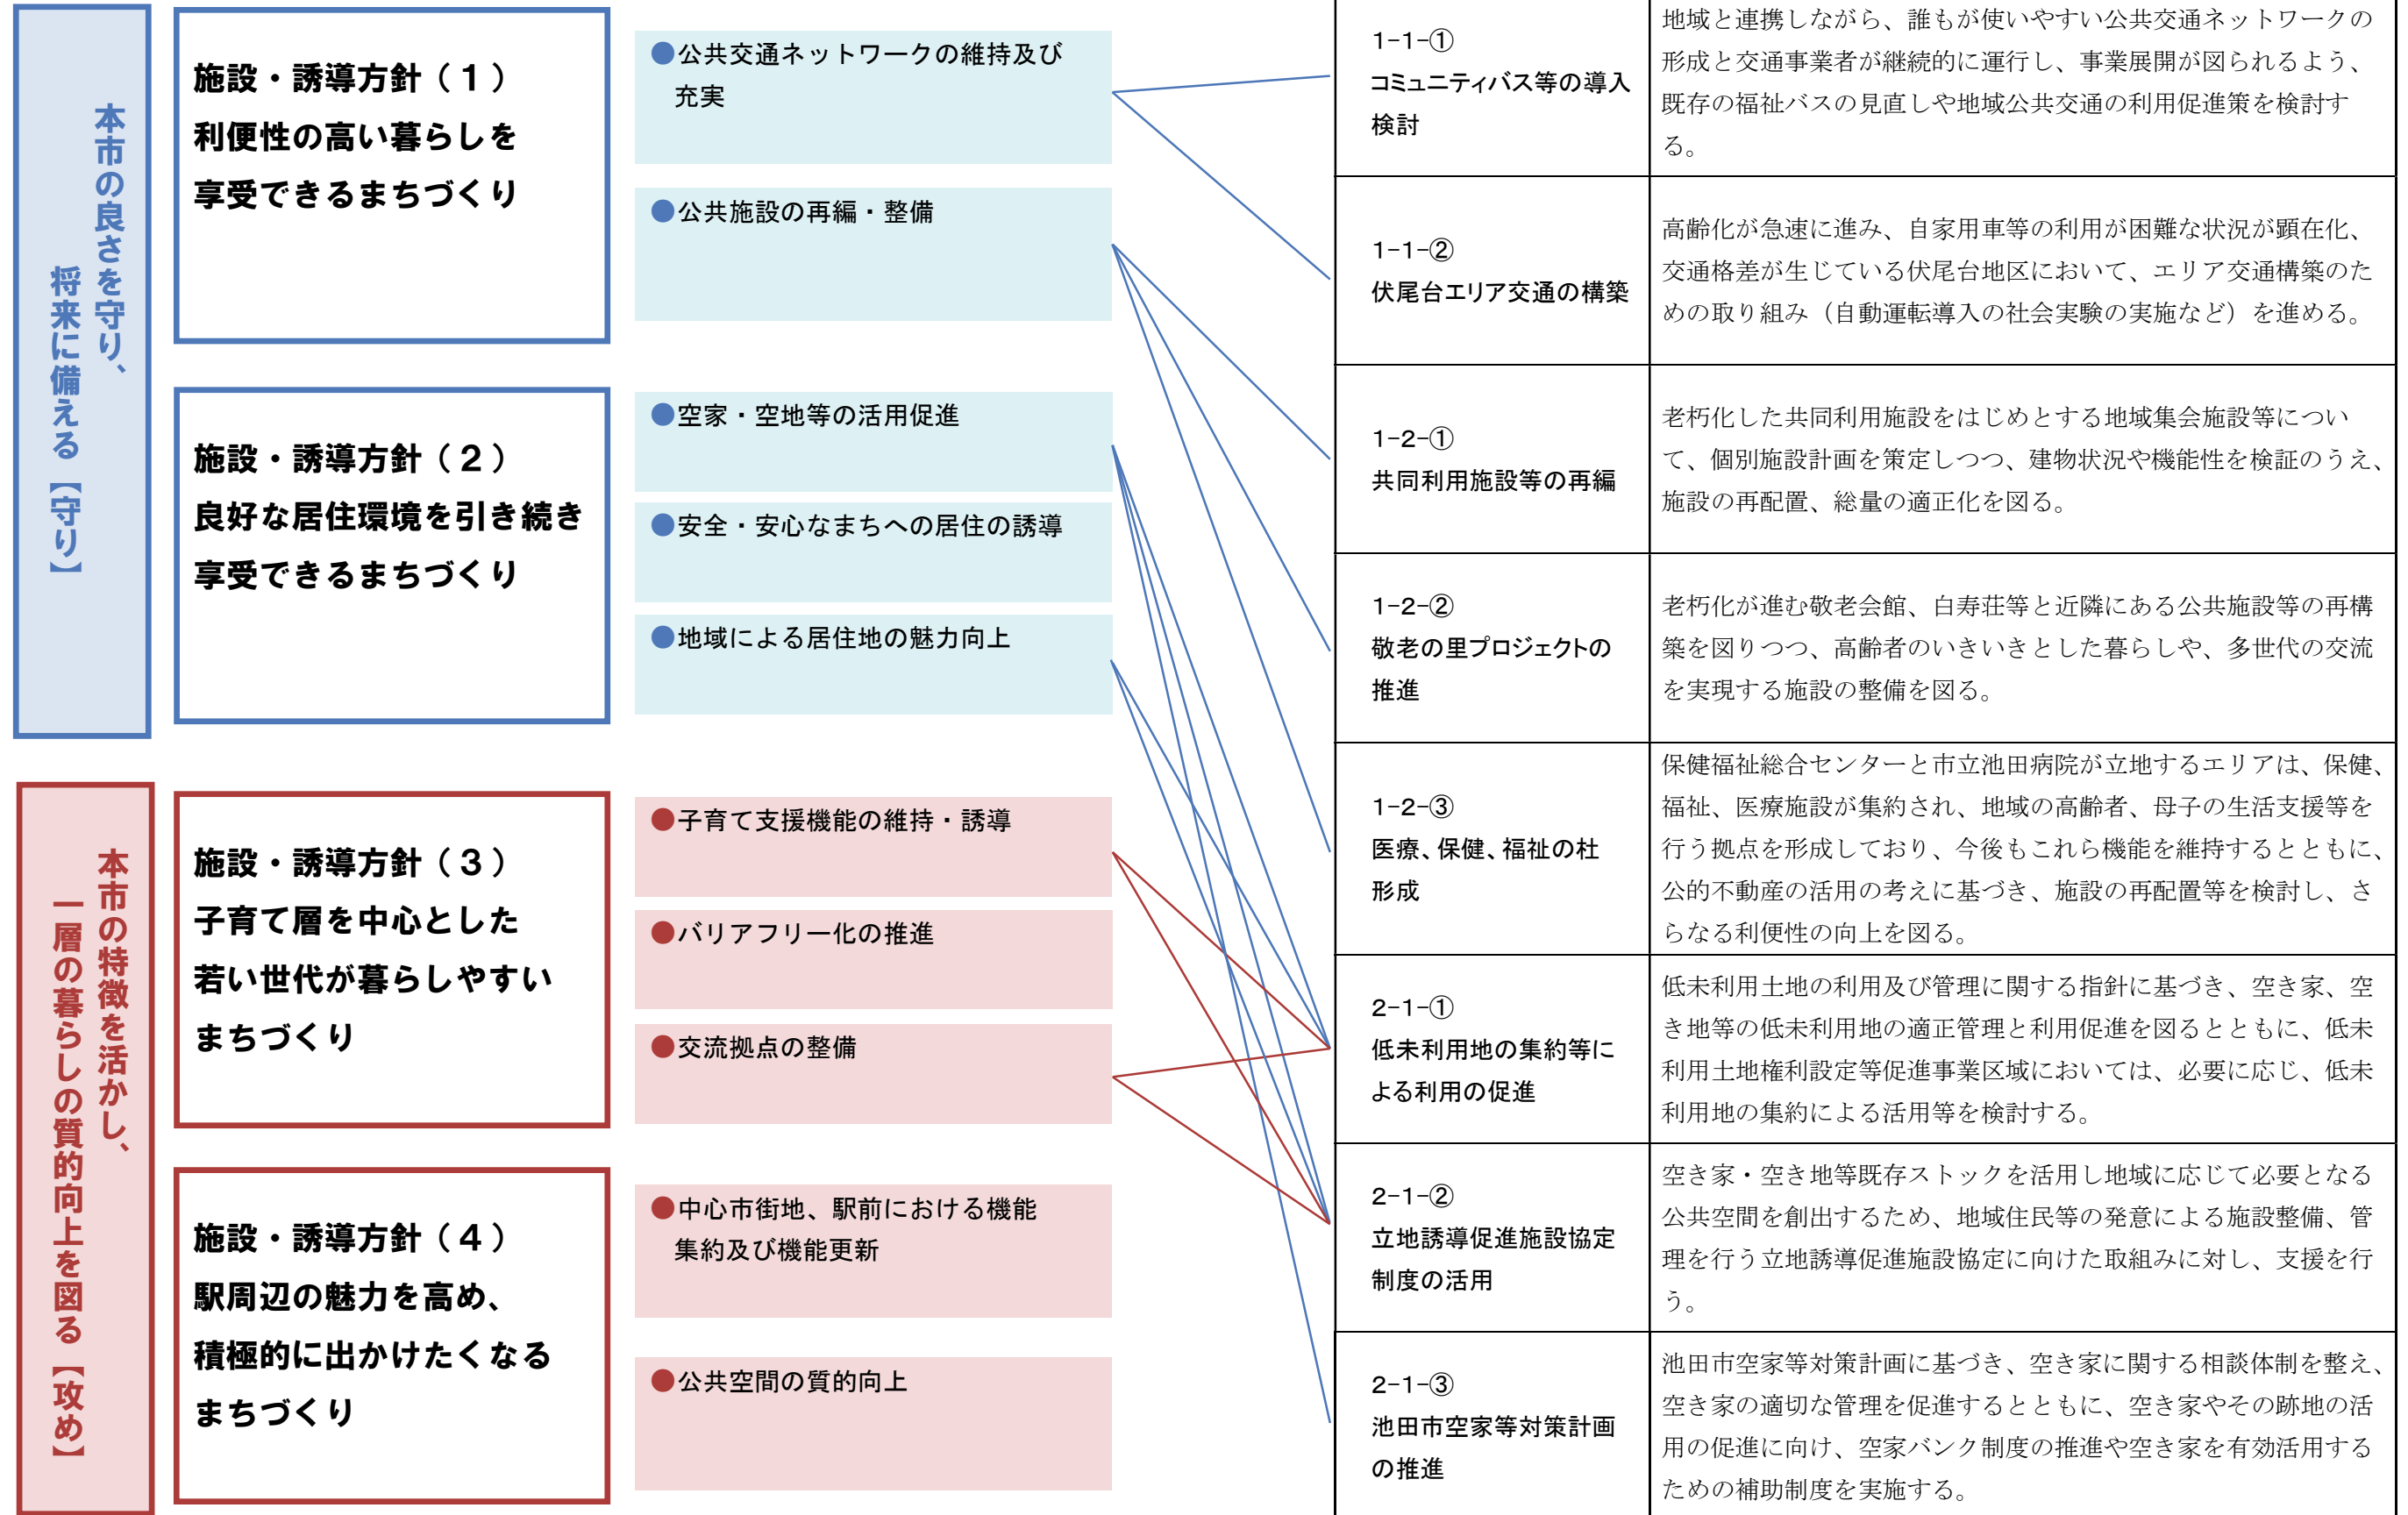 本市の良さを守り、
将来に備える【守り】
施設・誘導方針（１）
利便性の高い暮らしを
享受できるまちづくり
●公共交通ネットワークの維持及び
充実
●公共施設の再編・整備
施設・誘導方針（２）
良好な居住環境を引き続き
享受できるまちづくり
●空家・空地等の活用促進
●安全・安心なまちへの居住の誘導
●地域による居住地の魅力向上
本市の特徴を活かし、
一層の暮らしの質的向上を図る【攻め】
施設・誘導方針（３）
子育て層を中心とした
若い世代が暮らしやすい
まちづくり
●子育て支援機能の維持・誘導
●バリアフリー化の推進
●交流拠点の整備
施設・誘導方針（４）
駅周辺の魅力を高め、
積極的に出かけたくなる
まちづくり
●中心市街地、駅前における機能
集約及び機能更新
●公共空間の質的向上
1-1-①
コミュニティバス等の導入
検討
地域と連携しながら、誰もが使いやすい公共交通ネットワークの
形成と交通事業者が継続的に運行し、事業展開が図られるよう、
既存の福祉バスの見直しや地域公共交通の利用促進策を検討す
る。
1-1-②
伏尾台エリア交通の構築
高齢化が急速に進み、自家用車等の利用が困難な状況が顕在化、
交通格差が生じている伏尾台地区において、エリア交通構築のた
めの取り組み（自動運転導入の社会実験の実施など）を進める。
1-2-①
共同利用施設等の再編
老朽化した共同利用施設をはじめとする地域集会施設等につい
て、個別施設計画を策定しつつ、建物状況や機能性を検証のうえ、
施設の再配置、総量の適正化を図る。
1-2-②
敬老の里プロジェクトの
推進
老朽化が進む敬老会館、白寿荘等と近隣にある公共施設等の再構
築を図りつつ、高齢者のいきいきとした暮らしや、多世代の交流
を実現する施設の整備を図る。
1-2-③
医療、保健、福祉の杜
形成
保健福祉総合センターと市立池田病院が立地するエリアは、保健、
福祉、医療施設が集約され、地域の高齢者、母子の生活支援等を
行う拠点を形成しており、今後もこれら機能を維持するとともに、
公的不動産の活用の考えに基づき、施設の再配置等を検討し、さ
らなる利便性の向上を図る。
2-1-①
低未利用地の集約等に
よる利用の促進
低未利用土地の利用及び管理に関する指針に基づき、空き家、空
き地等の低未利用地の適正管理と利用促進を図るとともに、低未
利用土地権利設定等促進事業区域においては、必要に応じ、低未
利用地の集約による活用等を検討する。
2-1-②
立地誘導促進施設協定
制度の活用
空き家・空き地等既存ストックを活用し地域に応じて必要となる
公共空間を創出するため、地域住民等の発意による施設整備、管
理を行う立地誘導促進施設協定に向けた取組みに対し、支援を行
う。
2-1-③
池田市空家等対策計画
の推進
池田市空家等対策計画に基づき、空き家に関する相談体制を整え、
空き家の適切な管理を促進するとともに、空き家やその跡地の活
用の促進に向け、空家バンク制度の推進や空き家を有効活用する
ための補助制度を実施する。